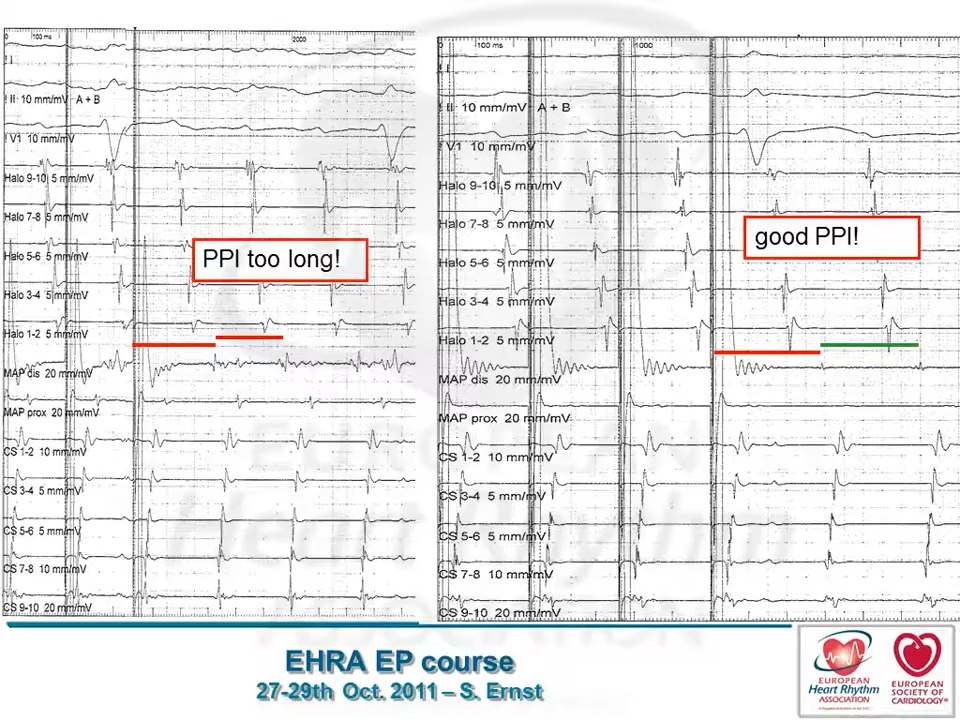 0 100 ms 2000
! I
! II 10 mm/mV A + B
! V1 10 mm/mV
Halo 9-10 5 mm/mV
Halo 7-8 5 mm/mV
Halo 5-6 5 mm/mV
Halo 3-4 5 mm/mV
Halo 1-2 5 mm/mV
MAP dis 20 mm/mV
MAP prox 20 mm/mV
CS 1-2 10 mm/mV
CS 3-4 5 mm/mV
CS 5-6 5 mm/mV
CS 7-8 10 mm/mV
CS 9-10 20 mm/mV
PPI too long!
0 100 ms 1000
! I
! II 10 mm/mV A + B
! V1 10 mm/mV
Halo 9-10 5 mm/mV
Halo 7-8 5 mm/mV
Halo 5-6 5 mm/mV
Halo 3-4 5 mm/mV
Halo 1-2 5 mm/mV
MAP dis 20 mm/mV
MAP prox 20 mm/mV
CS 1-2 10 mm/mV
CS 3-4 5 mm/mV
CS 5-6 5 mm/mV
CS 7-8 10 mm/mV
CS 9-10 20 mm/mV
good PPI!
EUROPEAN
Heart Rhythm
ASSOCIATION
EHRA EP course
27-29th Oct. 2011 – S. Ernst
EUROPEAN
Heart Rhythm
ASSOCIATION
EUROPEAN
SOCIETY OF
CARDIOLOGY®